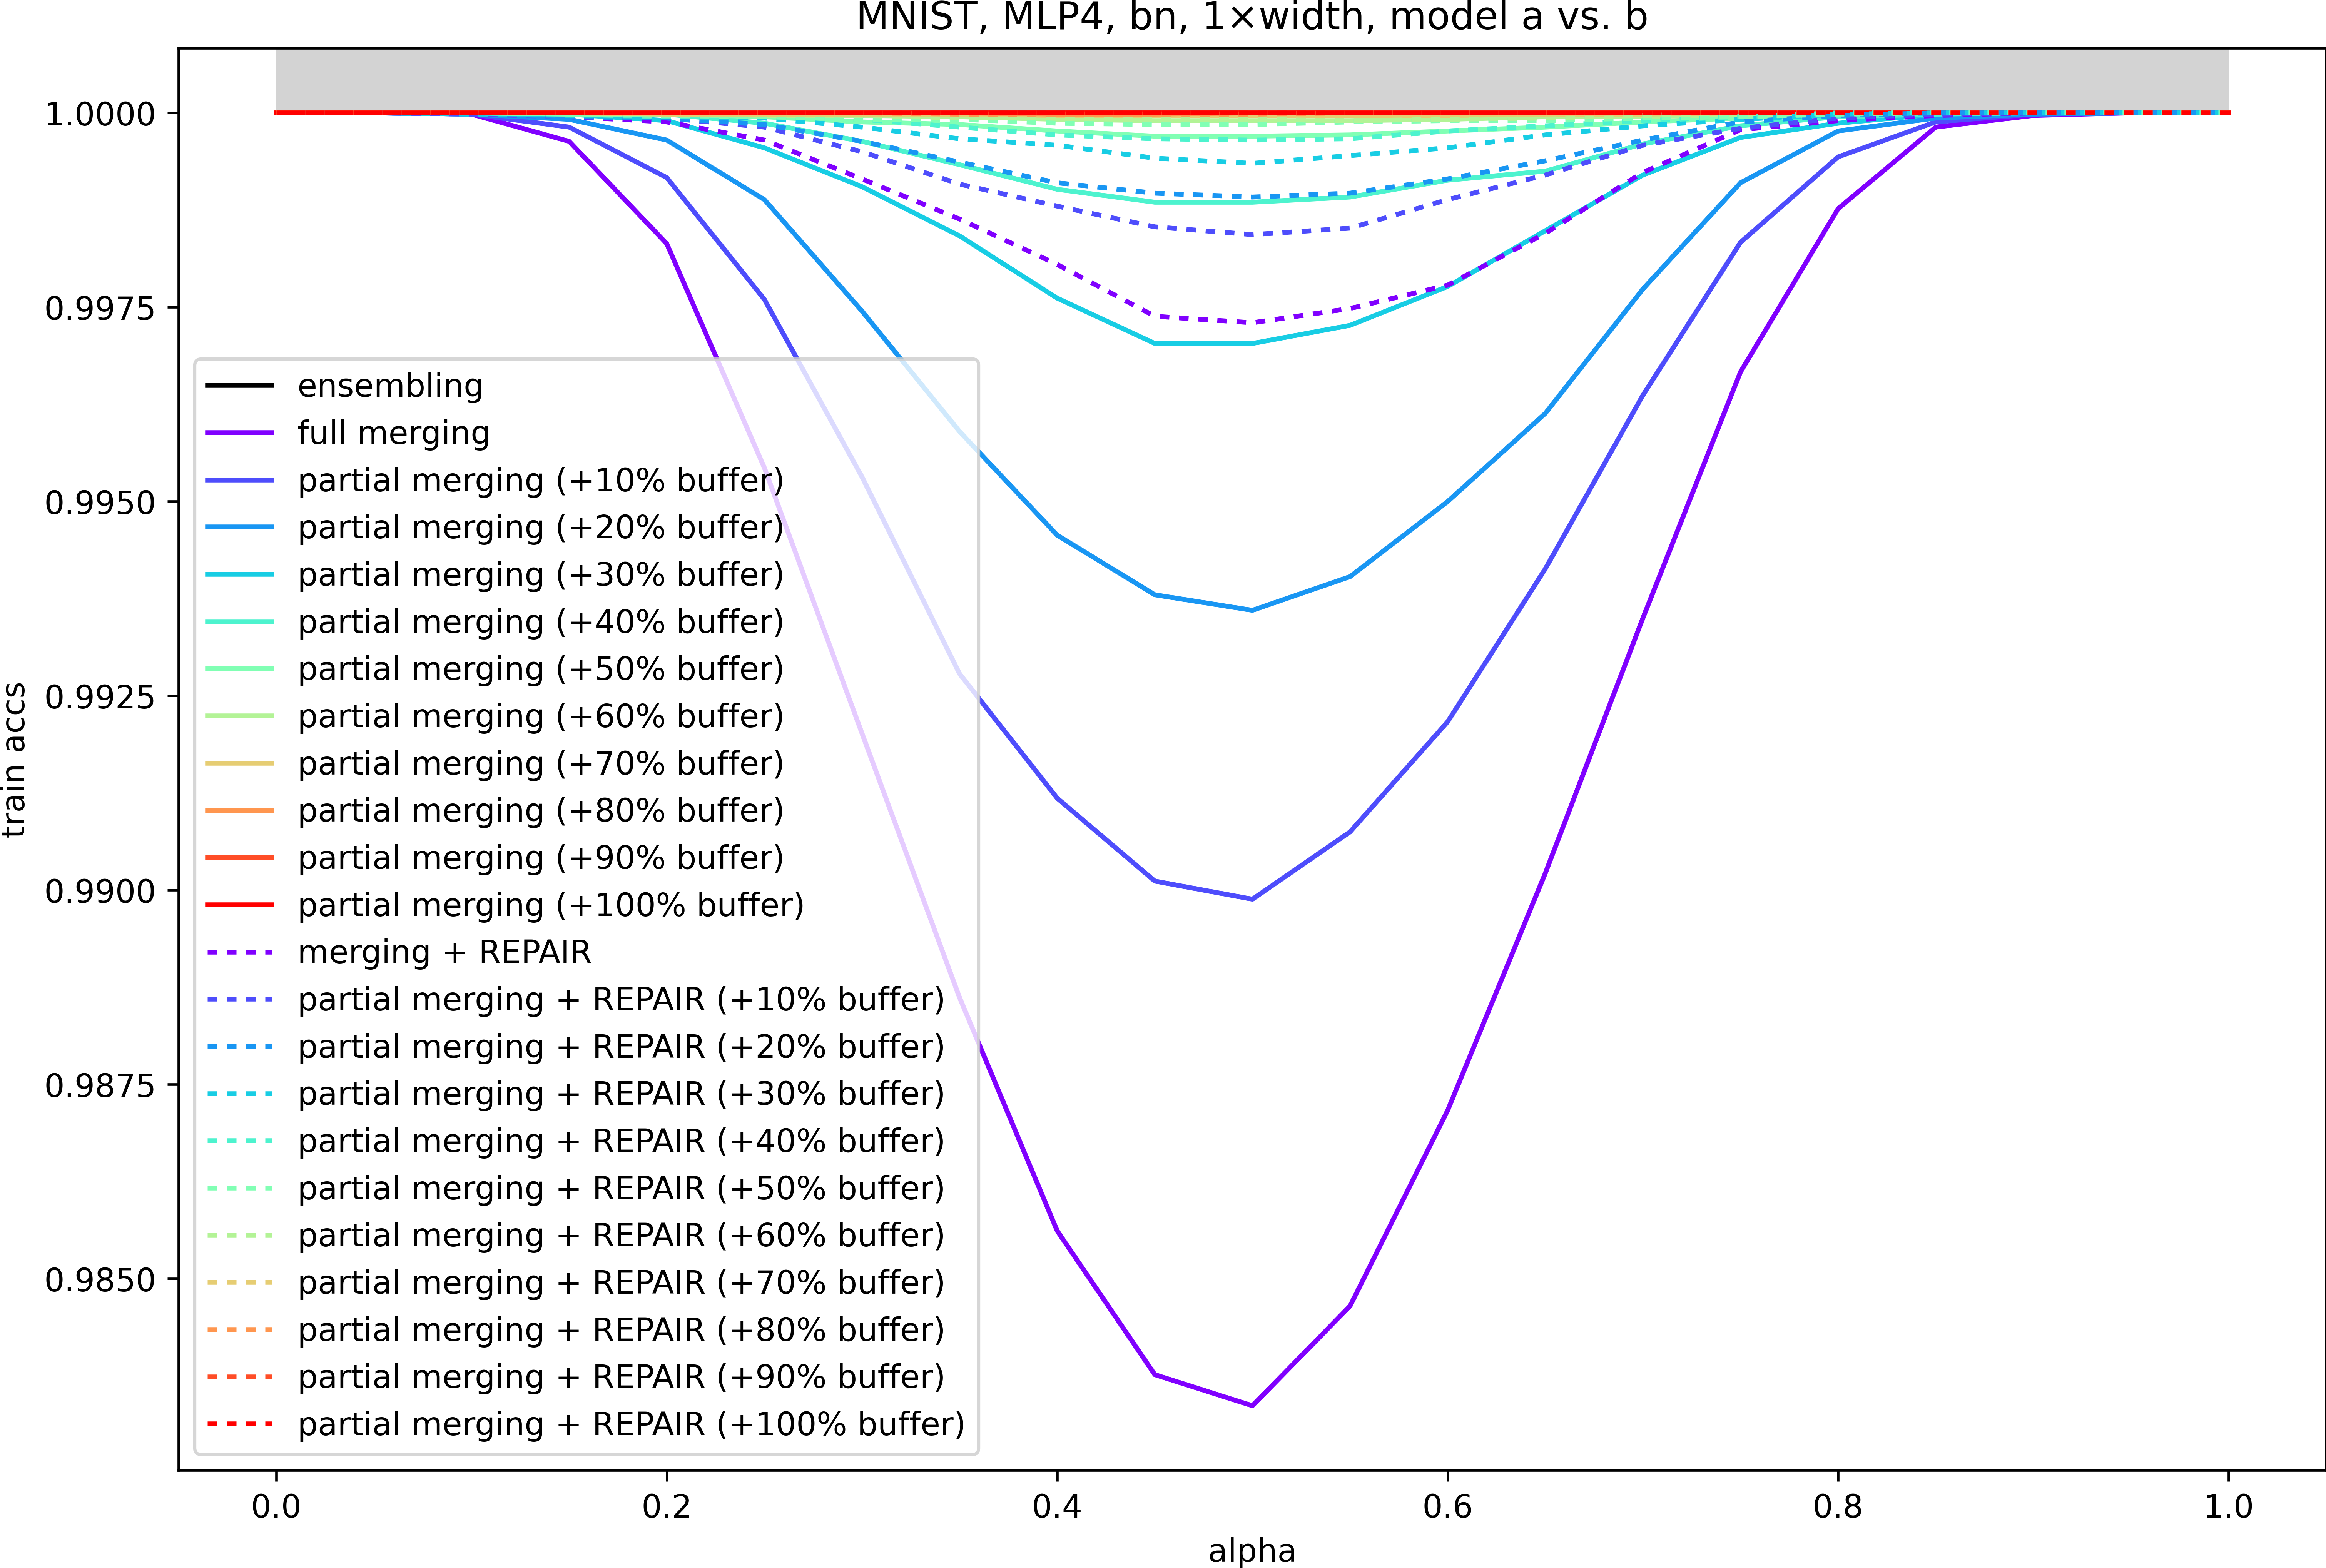 MNIST, MLP4, bn, 1×width, model a vs. b
train accs
1.0000
0.9975
0.9950
0.9925
0.9900
0.9875
0.9850
ensembling
full merging
partial merging (+10% buffer)
partial merging (+20% buffer)
partial merging (+30% buffer)
partial merging (+40% buffer)
partial merging (+50% buffer)
partial merging (+60% buffer)
partial merging (+70% buffer)
partial merging (+80% buffer)
partial merging (+90% buffer)
partial merging (+100% buffer)
merging + REPAIR
partial merging + REPAIR (+10% buffer)
partial merging + REPAIR (+20% buffer)
partial merging + REPAIR (+30% buffer)
partial merging + REPAIR (+40% buffer)
partial merging + REPAIR (+50% buffer)
partial merging + REPAIR (+60% buffer)
partial merging + REPAIR (+70% buffer)
partial merging + REPAIR (+80% buffer)
partial merging + REPAIR (+90% buffer)
partial merging + REPAIR (+100% buffer)
0.0 0.2 0.4 0.6 0.8 1.0
alpha